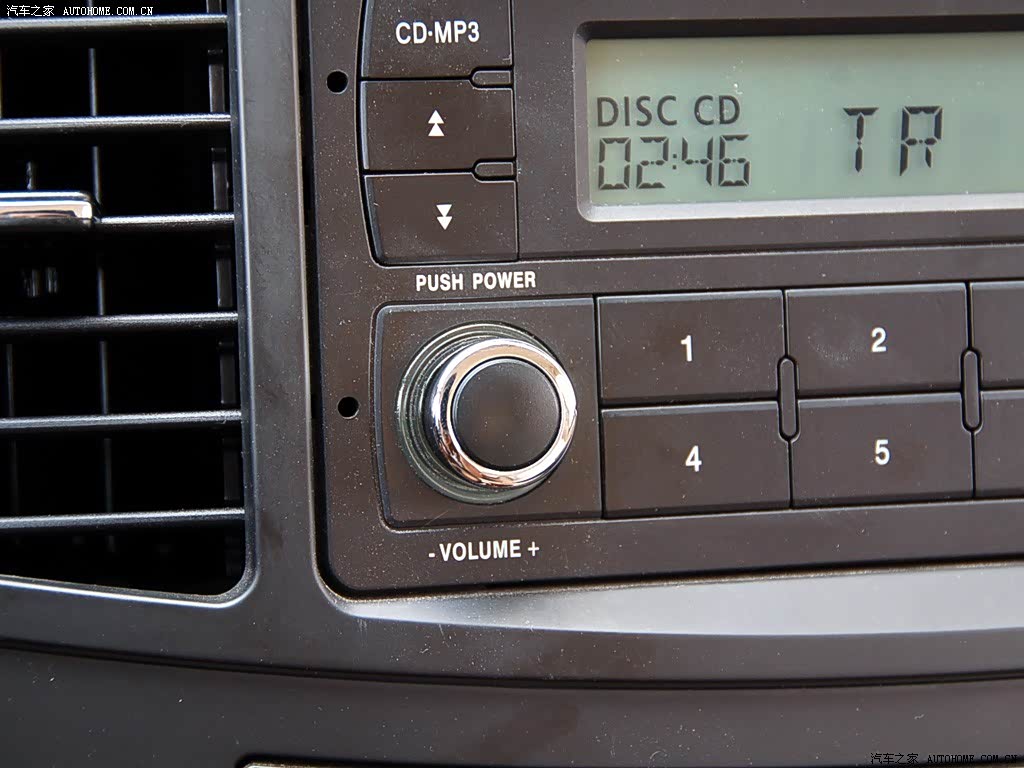 汽车之家 AUTOHOME.COM.CN
CD·MP3
DISC CD
02:46 TR
PUSH POWER
1 2
4 5
- VOLUME +
汽车之家 AUTOHOME.COM.CN